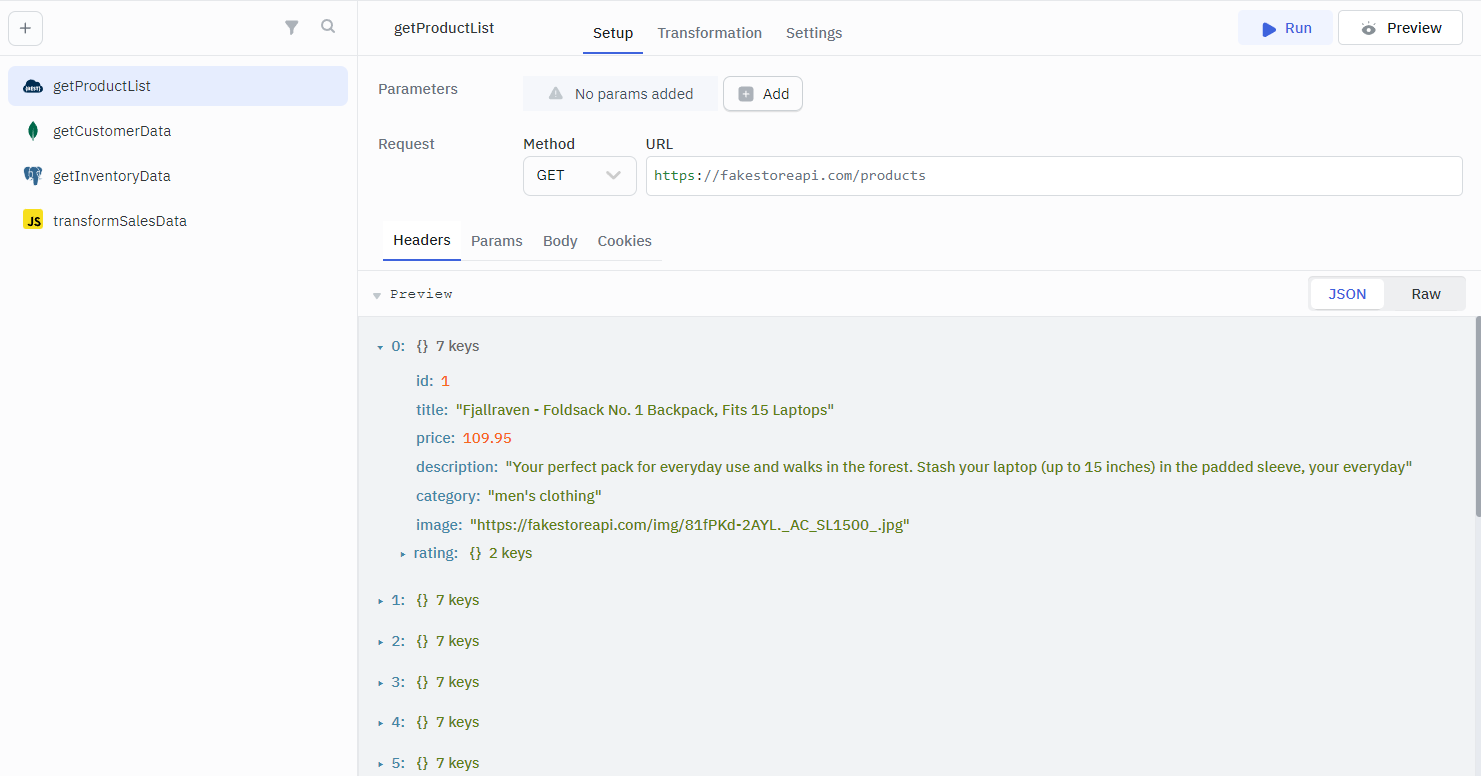 getProductList
Setup
Transformation
Settings
Run
Preview
getProductList
getCustomerData
getInventoryData
JS
transformSalesData
Parameters
No params added
Add
Request
Method
URL
GET
https://fakestoreapi.com/products
Headers
Params
Body
Cookies
Preview
JSON
Raw
0: {} 7 keys
id: 1
title: "Fjallraven - Foldsack No. 1 Backpack, Fits 15 Laptops"
price: 109.95
description: "Your perfect pack for everyday use and walks in the forest. Stash your laptop (up to 15 inches) in the padded sleeve, your everyday"
category: "men's clothing"
image: "https://fakestoreapi.com/img/81fPKd-2AYL._AC_SL1500_.jpg"
rating: {} 2 keys
1: {} 7 keys
2: {} 7 keys
3: {} 7 keys
4: {} 7 keys
5: {} 7 keys